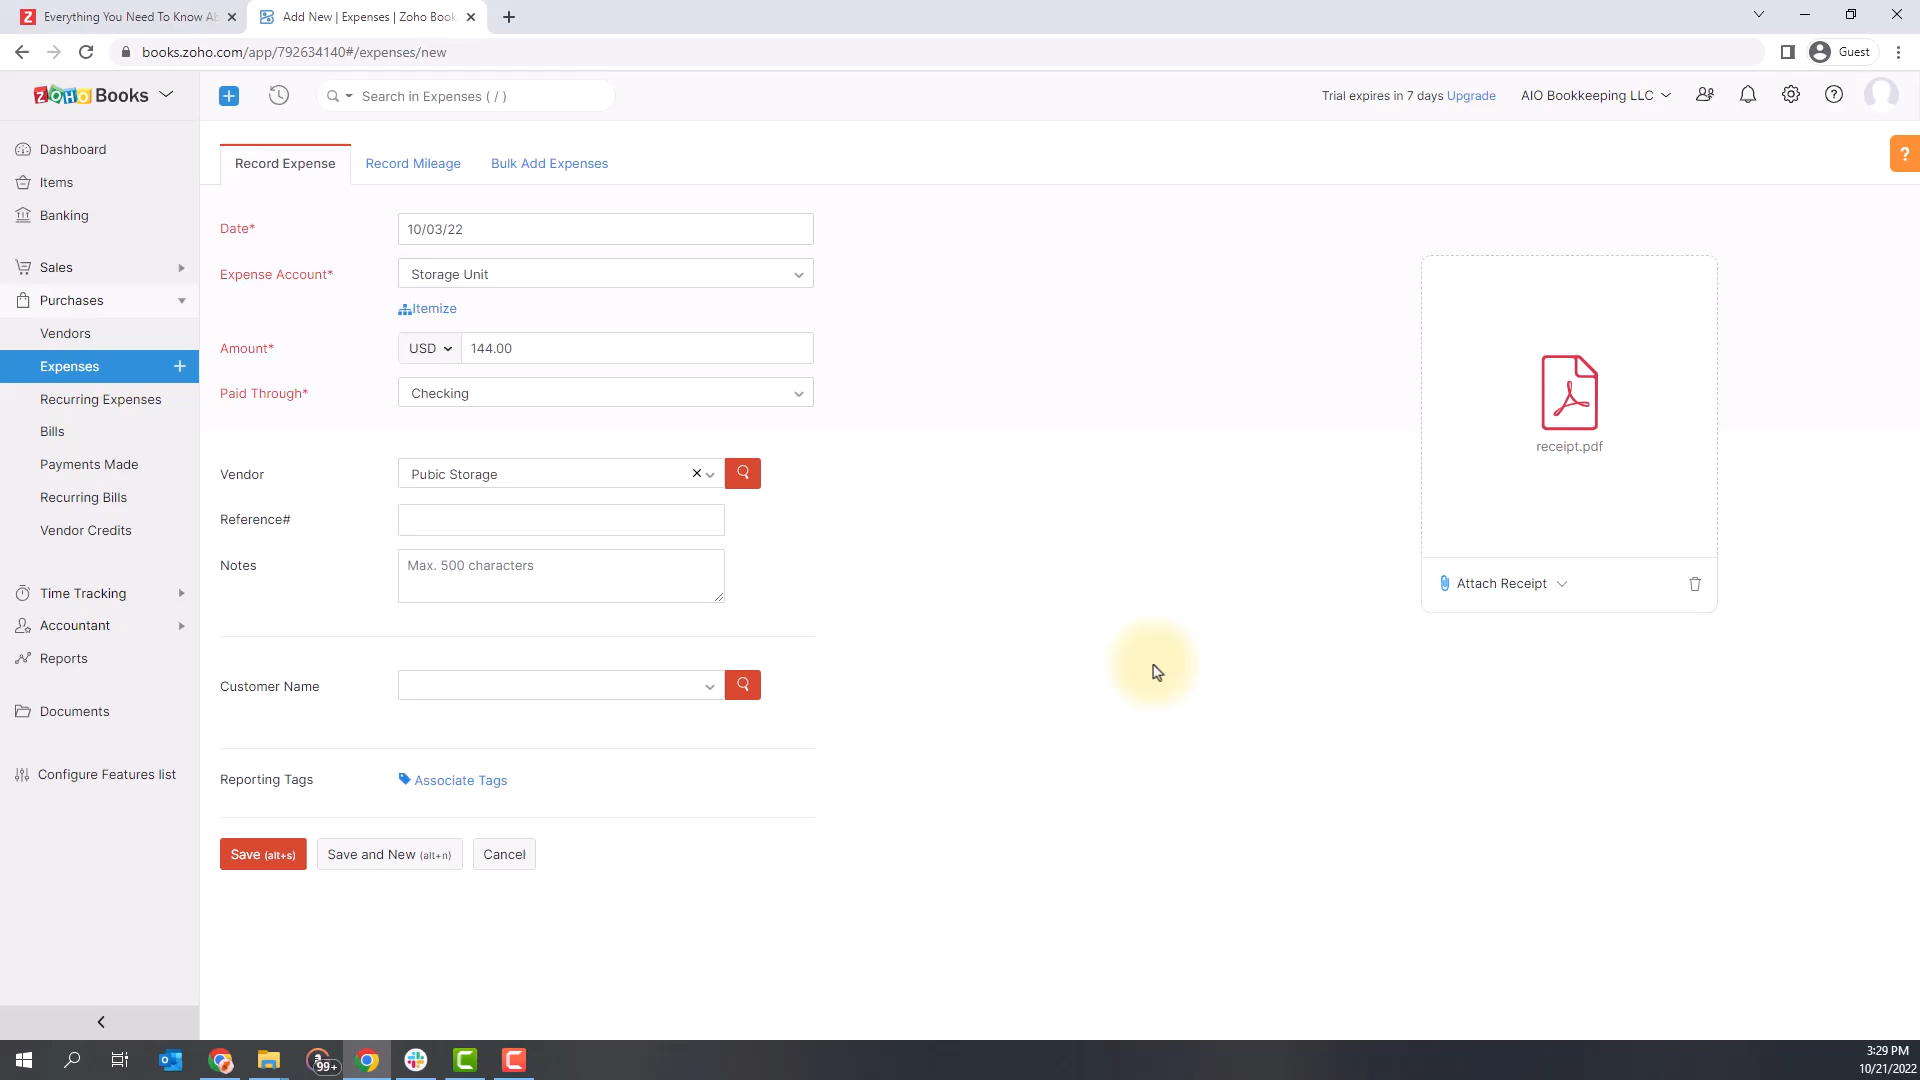 Everything You Need To Know Ab
Add New | Expenses | Zoho Book
books.zoho.com/app/792634140#/expenses/new
Guest
ZOHO Books
Search in Expenses ( / )
Trial expires in 7 days Upgrade
AIO Bookkeeping LLC
Dashboard
Items
Banking
Sales
Purchases
Vendors
Expenses
Recurring Expenses
Bills
Payments Made
Recurring Bills
Vendor Credits
Time Tracking
Accountant
Reports
Documents
Configure Features list
Record Expense
Record Mileage
Bulk Add Expenses
Date*
10/03/22
Expense Account*
Storage Unit
Itemize
Amount*
USD
144.00
Paid Through*
Checking
Vendor
Pubic Storage
Reference#
Notes
Max. 500 characters
Customer Name
Reporting Tags
Associate Tags
Save (alt+s)
Save and New (alt+n)
Cancel
receipt.pdf
Attach Receipt
?
99+
3:29 PM
10/21/2022